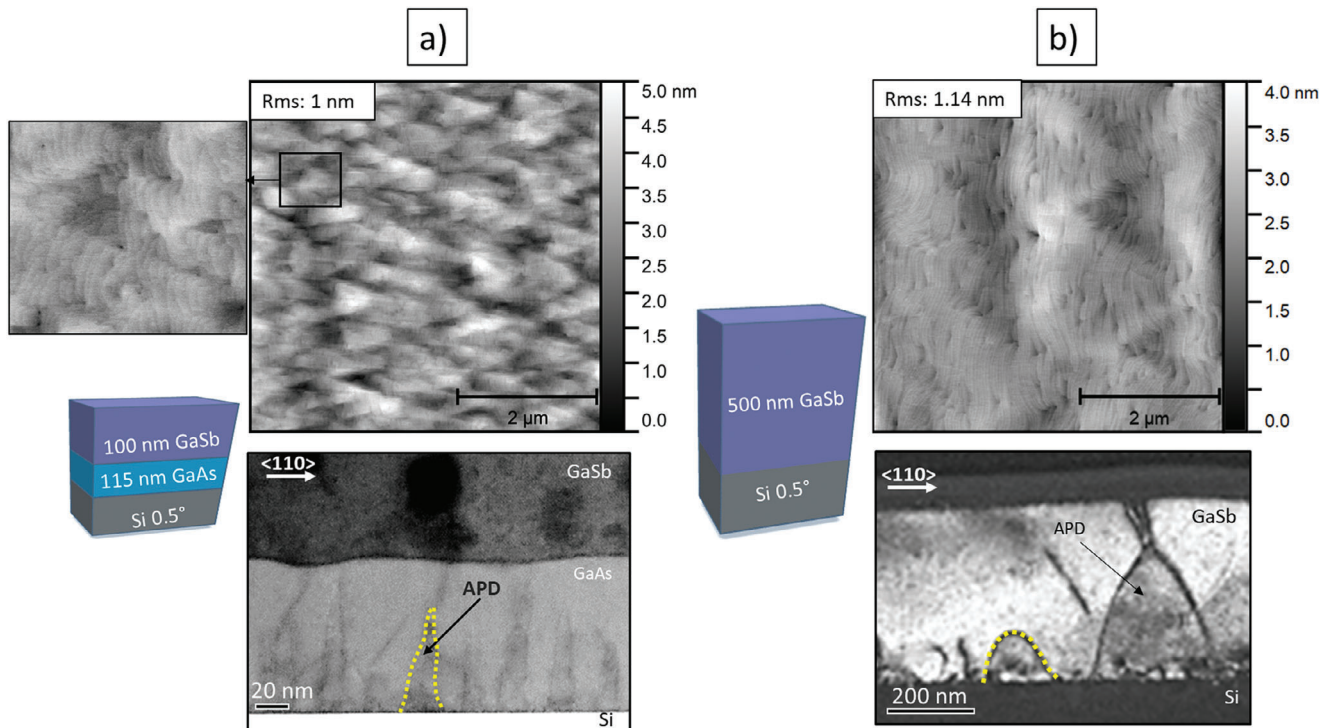 a)
b)
Rms: 1 nm
5.0 nm
4.5
4.0
3.5
3.0
2.5
2.0
1.5
1.0
0.0
2 µm
100 nm GaSb
115 nm GaAs
Si 0.5°
<110>
GaSb
GaAs
APD
20 nm
Si
Rms: 1.14 nm
4.0 nm
3.5
3.0
2.5
2.0
1.5
1.0
0.0
2 µm
500 nm GaSb
Si 0.5°
<110>
GaSb
APD
200 nm
Si